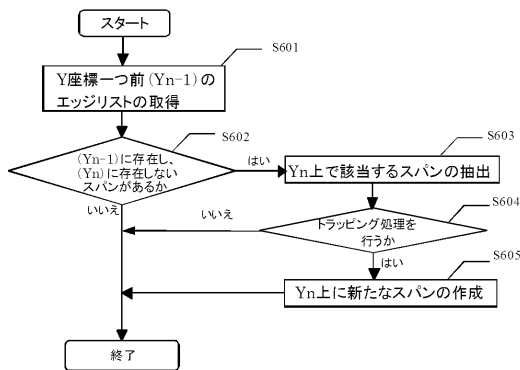 スタート
S601
Y座標一つ前(Yn-1)の
エッジリストの取得
S602
(Yn-1)に存在し、
(Yn)に存在しない
スパンがあるか
はい
いいえ
S603
Yn上で該当するスパンの抽出
S604
トラッピング処理を
行うか
いいえ
はい
S605
Yn上に新たなスパンの作成
終了